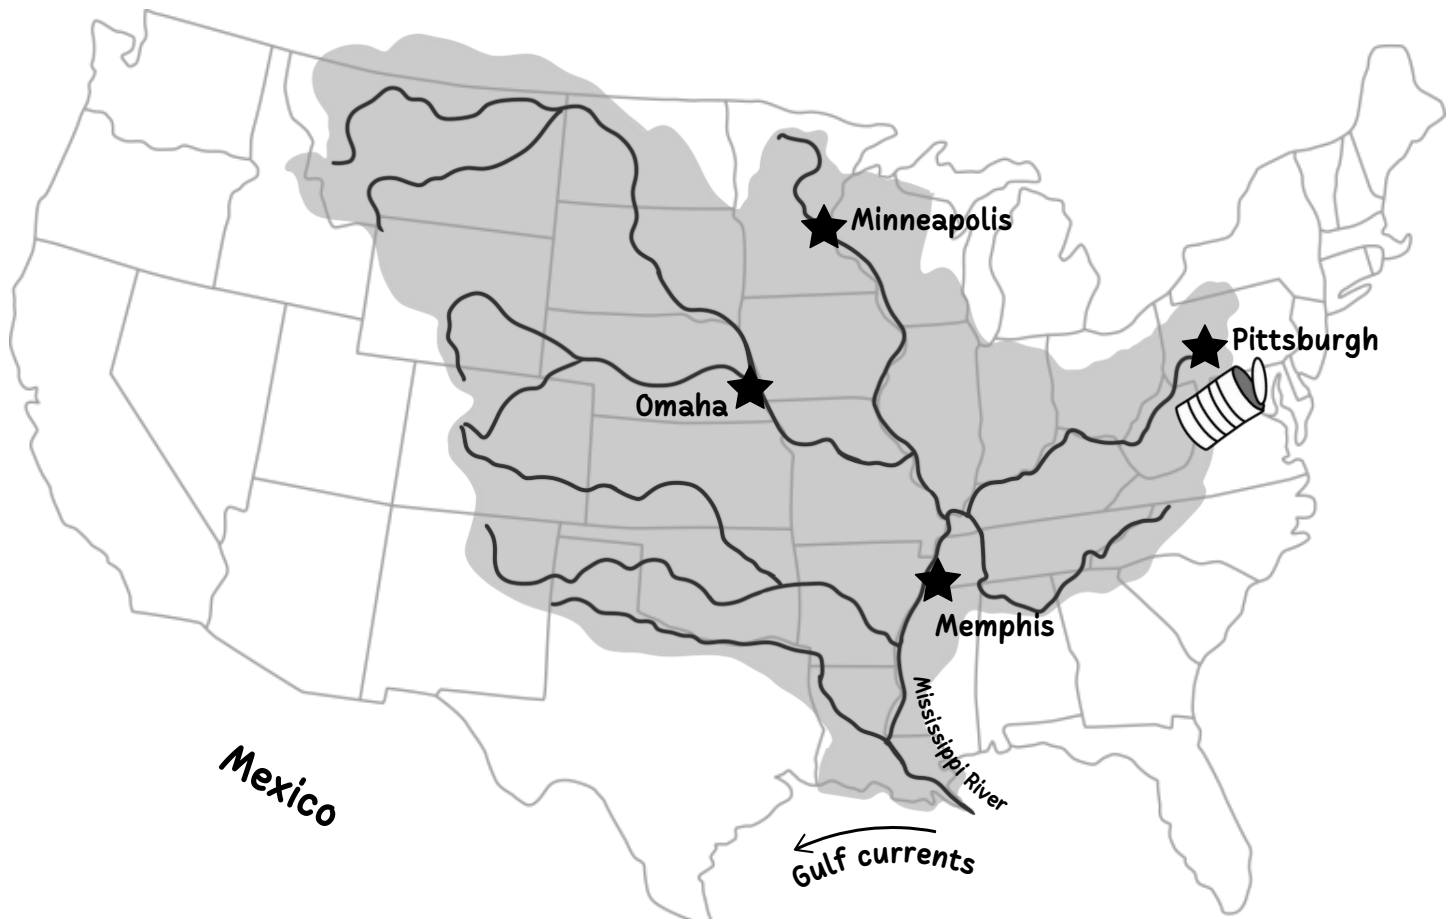 Minneapolis
Pittsburgh
Omaha
Memphis
Mississippi River
Mexico
Gulf currents